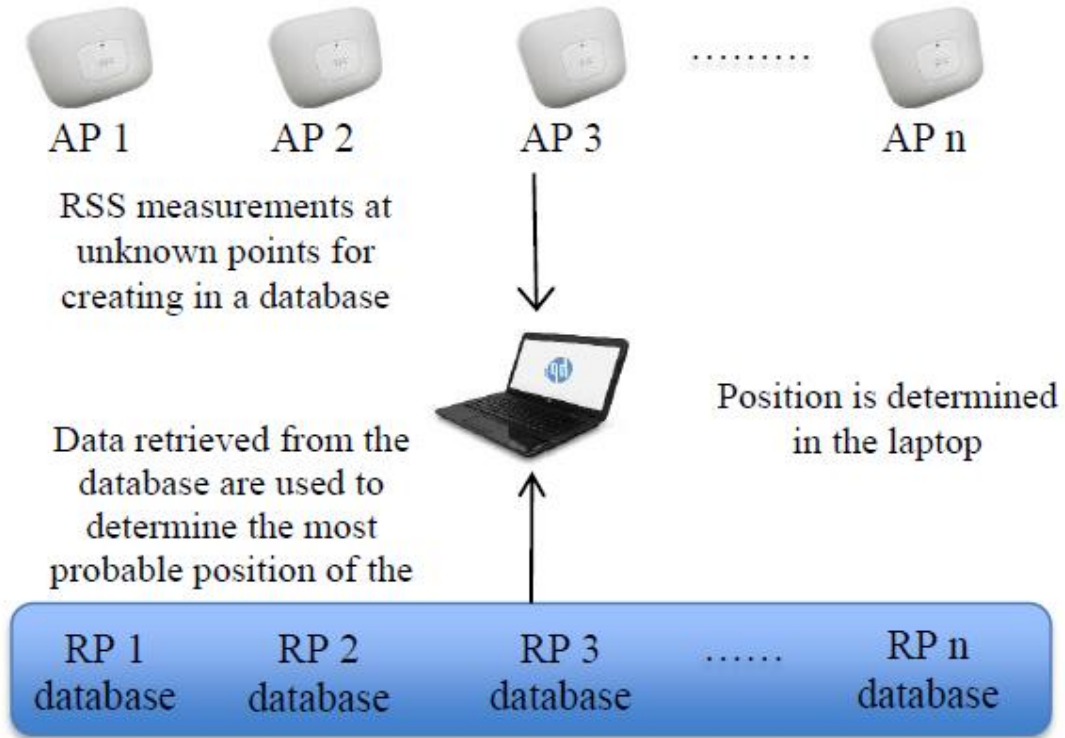 AP 1
AP 2
AP 3
.........
AP n
RSS measurements at
unknown points for
creating in a database
hp
Position is determined
in the laptop
Data retrieved from the
database are used to
determine the most
probable position of the
RP 1
database
RP 2
database
RP 3
database
......
RP n
database